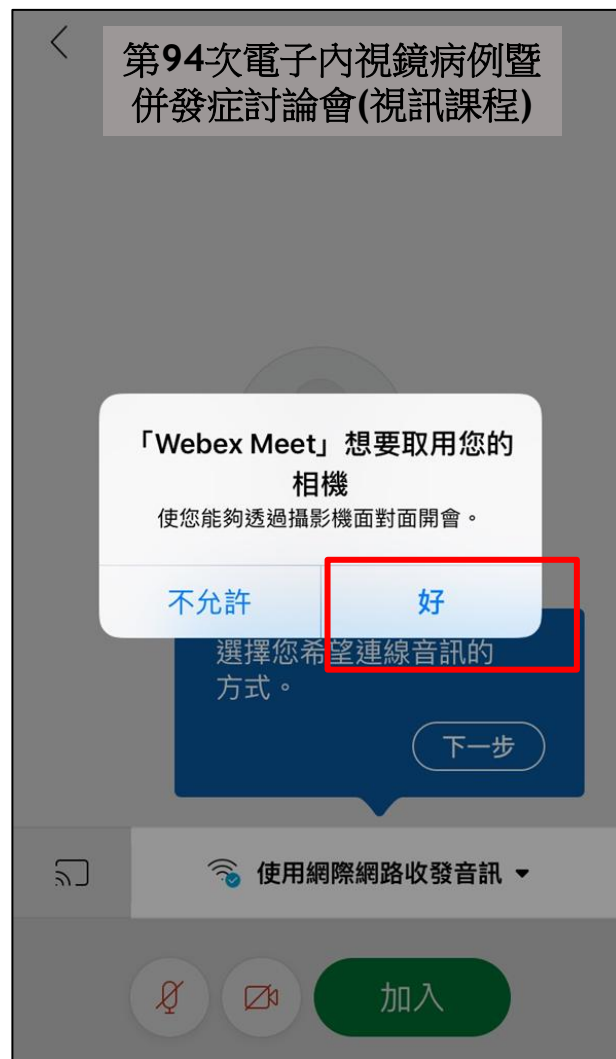 第94次電子內視鏡病例暨
併發症討論會(視訊課程)
「Webex Meet」想要取用您的
相機
使您能夠透過攝影機面對面開會。
不允許
好
選擇您希望連線音訊的
方式。
下一步
使用網際網路收發音訊
加入